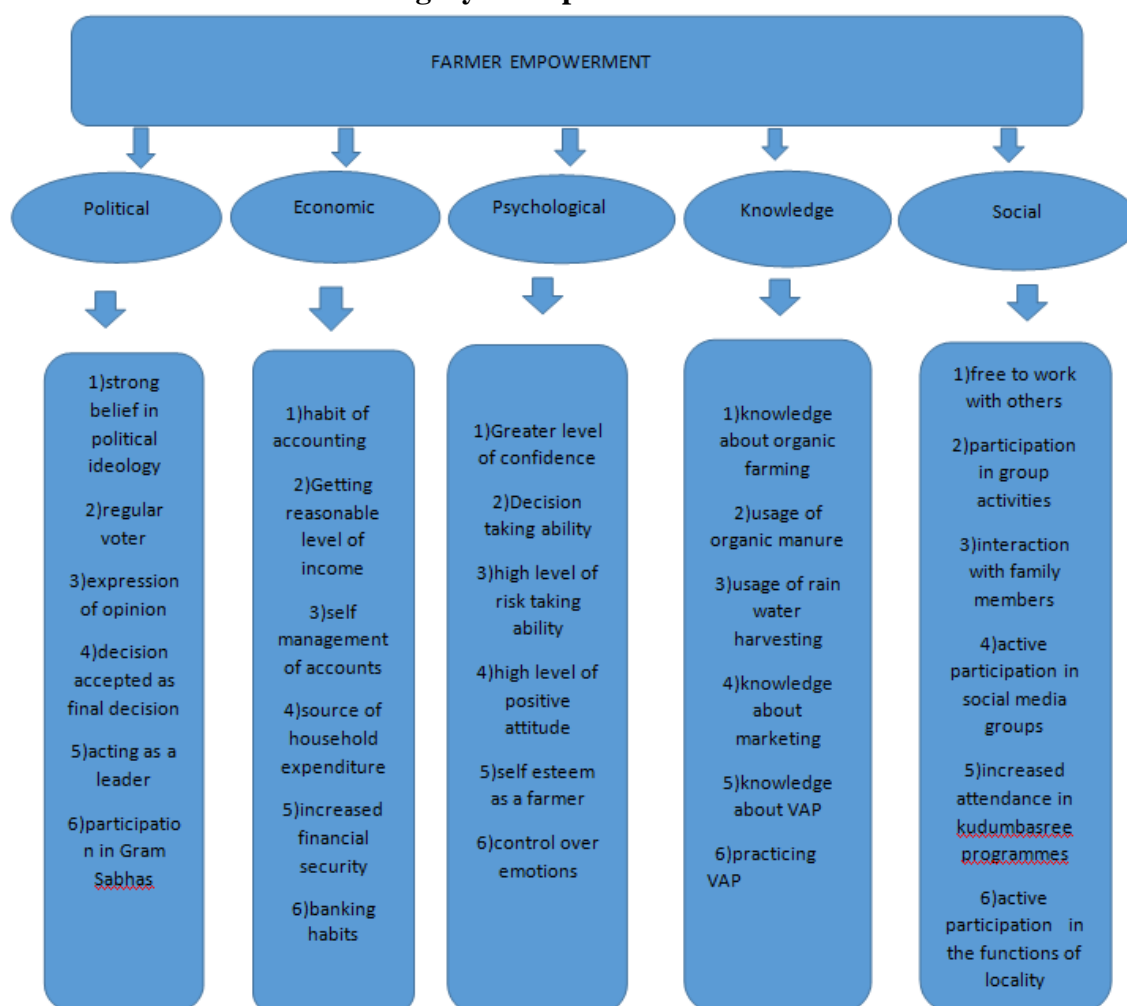 FARMER EMPOWERMENT
Political
Economic
Psychological
Knowledge
Social
1)strong
belief in
political
ideology
2)regular
voter
3)expression
of opinion
4)decision
accepted as
final decision
5)acting as a
leader
6)participatio
n in Gram
Sabhas
1)habit of
accounting
2)Getting
reasonable
level of
income
3)self
management
of accounts
4)source of
household
expenditure
5)increased
financial
security
6)banking
habits
1)Greater level
of confidence
2)Decision
taking ability
3)high level of
risk taking
ability
4)high level of
positive
attitude
5)self esteem
as a farmer
6)control over
emotions
1)knowledge
about organic
farming
2)usage of
organic manure
3)usage of rain
water
harvesting
4)knowledge
about
marketing
5)knowledge
about VAP
6)practicing
VAP
1)free to work
with others
2)participation
in group
activities
3)interaction
with family
members
4)active
participation in
social media
groups
5)increased
attendance in
kudumbasree
programmes
6)active
participation in
the functions of
locality